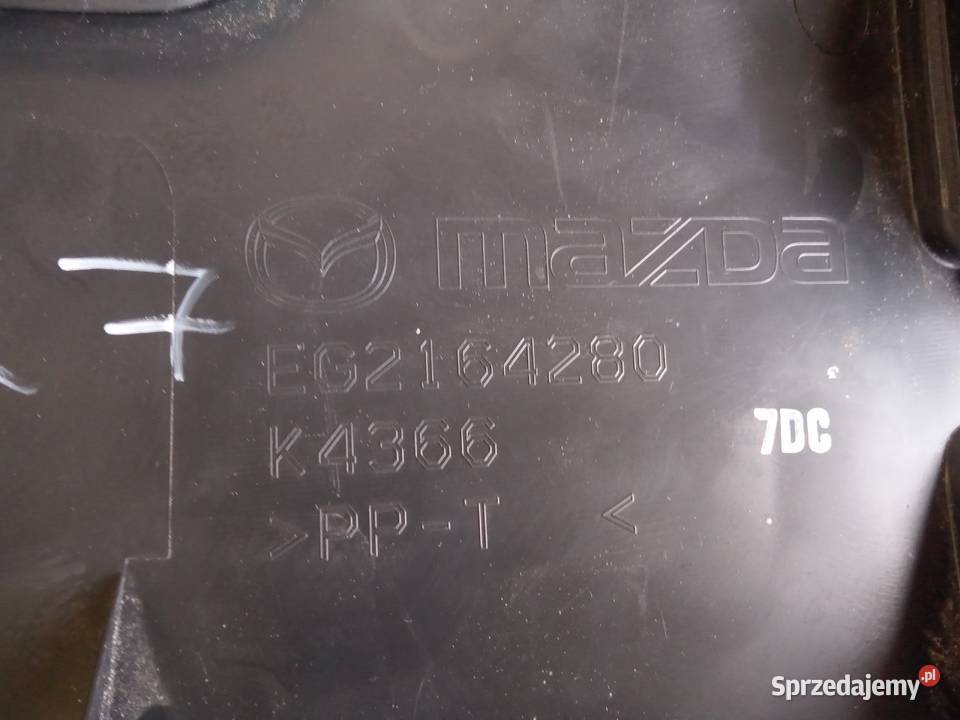 mazda
7
EG2164280
K4366
7DC
>PP-T <
Sprzedajemy.pl